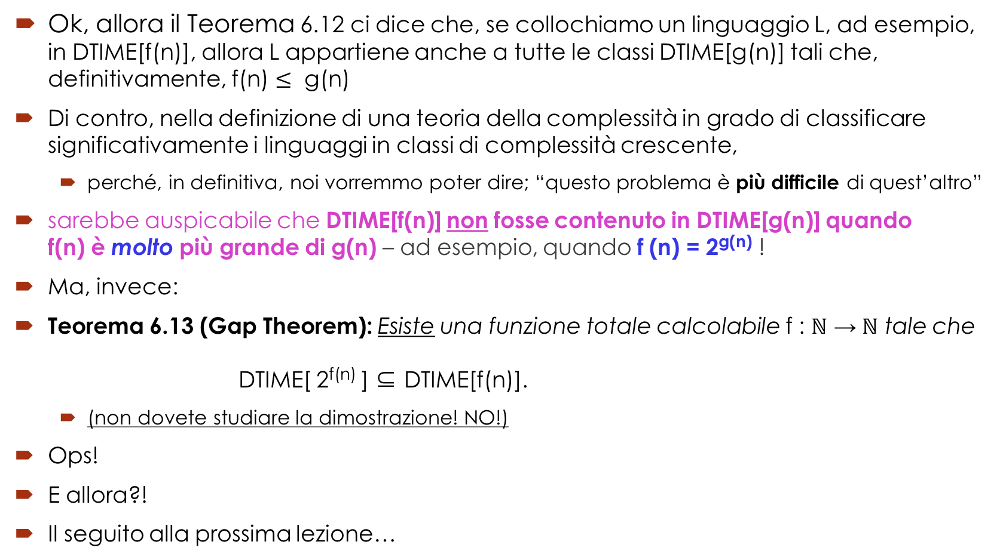 Ok, allora il Teorema 6.12 ci dice che, se collochiamo un linguaggio L, ad esempio,
in DTIME[f(n)], allora L appartiene anche a tutte le classi DTIME[g(n)] tali che,
definitivamente, f(n) ≤ g(n)
Di contro, nella definizione di una teoria della complessità in grado di classificare
significativamente i linguaggi in classi di complessità crescente,
perché, in definitiva, noi vorremmo poter dire; “questo problema è più difficile di quest’altro”
sarebbe auspicabile che DTIME[f(n)] non fosse contenuto in DTIME[g(n)] quando
f(n) è molto più grande di g(n) – ad esempio, quando f (n) = 2^g(n) !
Ma, invece:
Teorema 6.13 (Gap Theorem): Esiste una funzione totale calcolabile f : ℕ → ℕ tale che
DTIME[ 2^f(n) ] ⊆ DTIME[f(n)].
(non dovete studiare la dimostrazione! NO!)
Ops!
E allora?!
Il seguito alla prossima lezione…